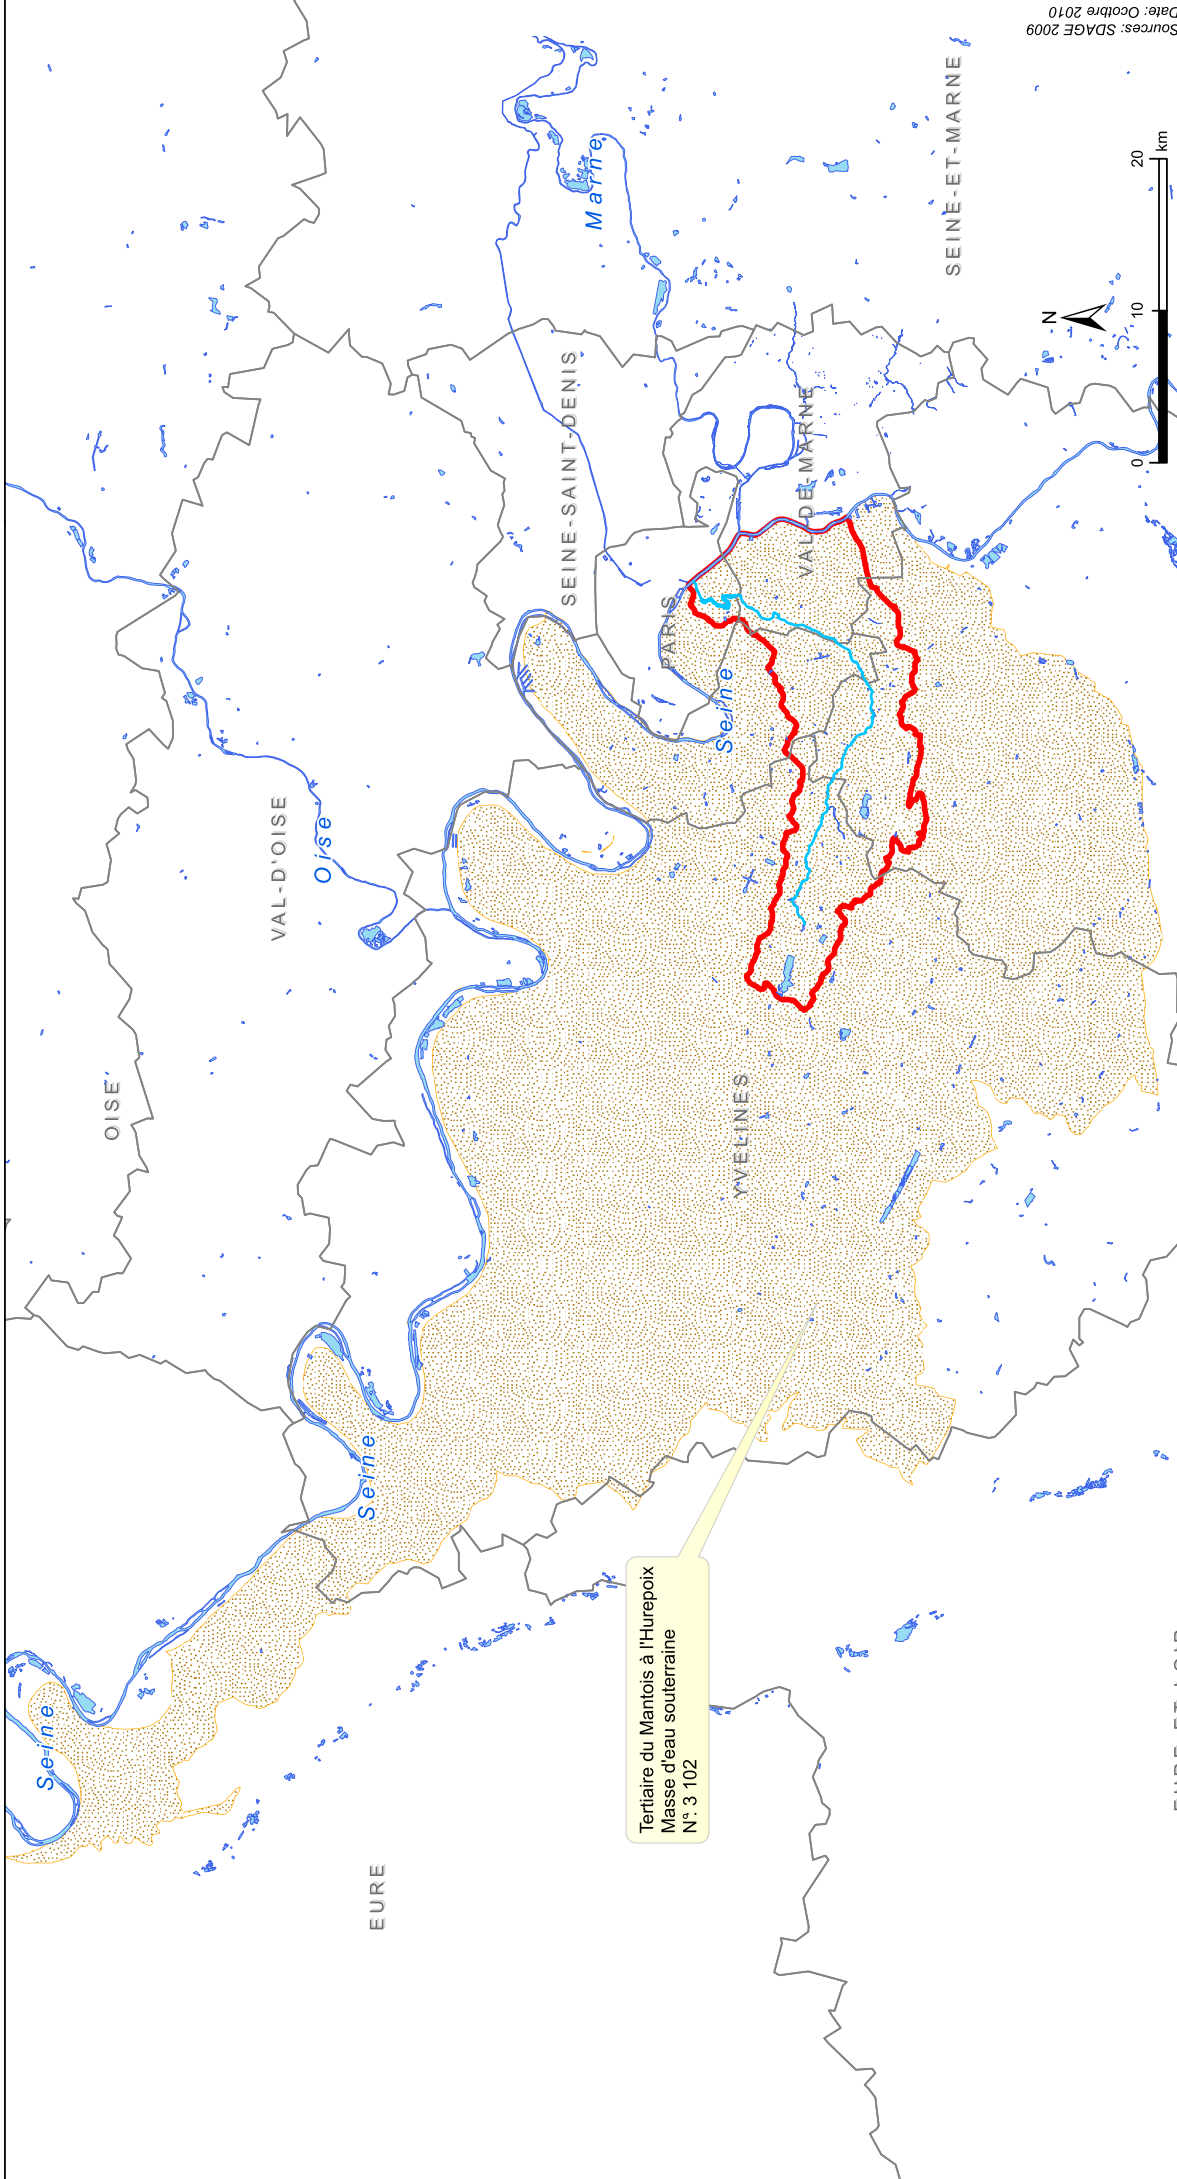 Sources: SDAGE 2009
Date: Ocotbre 2010
OISE
VAL-D'OISE
Oise
Seine
Seine
EURE
SEINE-SAINT-DENIS
Marne
PARIS
Seine
VAL-DE-MARNE
SEINE-ET-MARNE
YVELINES
Tertiaire du Mantois à l'Hurepoix
Masse d'eau souterraine
N°. 3 102
N
0 10 20
km